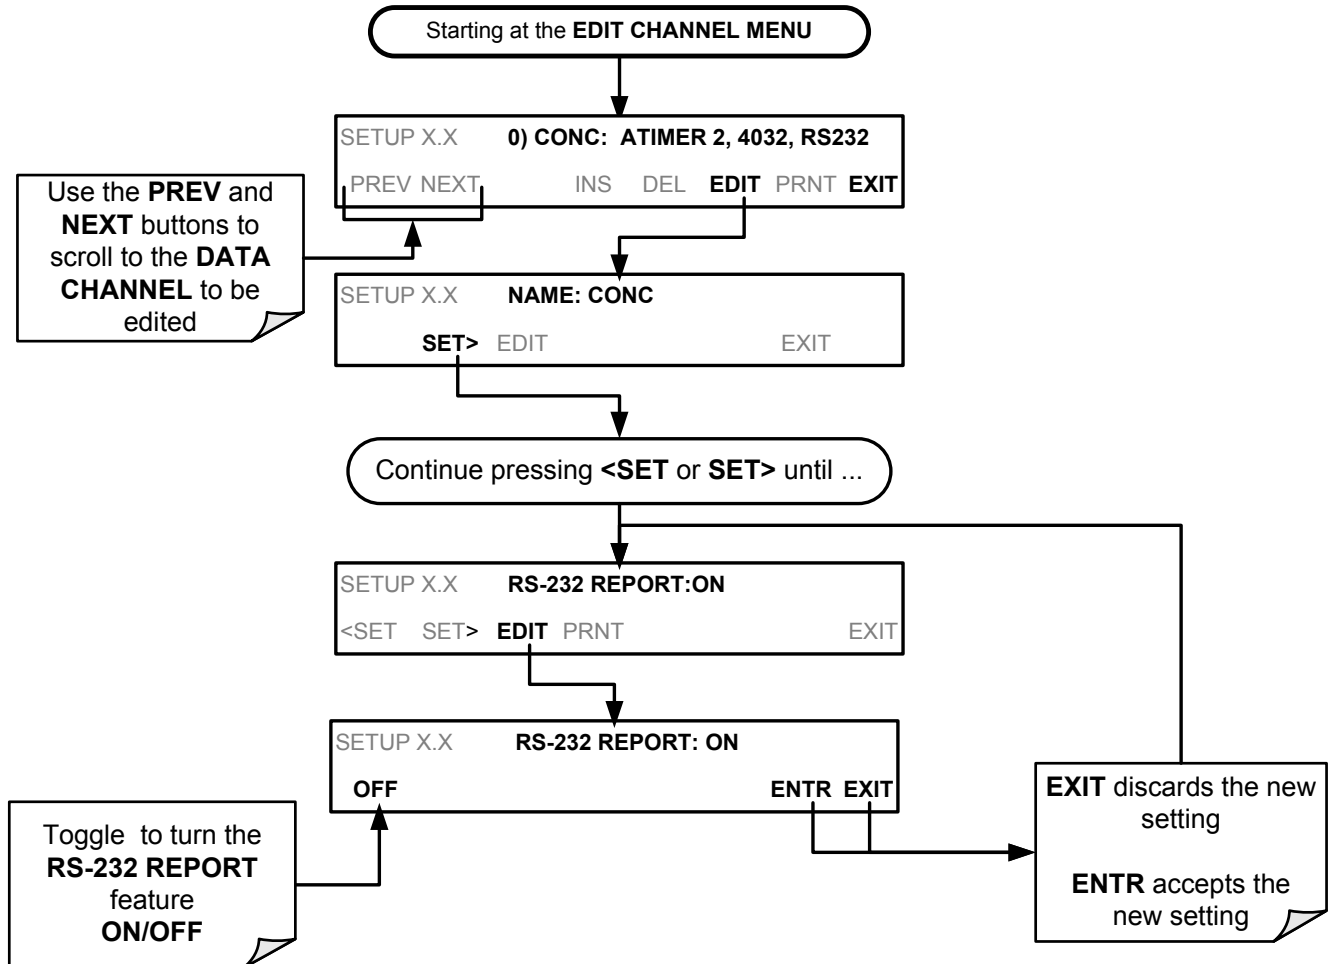 Starting at the EDIT CHANNEL MENU
SETUP X.X 0) CONC: ATIMER 2, 4032, RS232
PREV NEXT INS DEL EDIT PRNT EXIT
Use the PREV and
NEXT buttons to
scroll to the DATA
CHANNEL to be
edited
SETUP X.X NAME: CONC
SET> EDIT EXIT
Continue pressing <SET or SET> until ...
SETUP X.X RS-232 REPORT:ON
<SET SET> EDIT PRNT EXIT
SETUP X.X RS-232 REPORT: ON
OFF ENTR EXIT
Toggle to turn the
RS-232 REPORT
feature
ON/OFF
EXIT discards the new
setting
ENTR accepts the
new setting